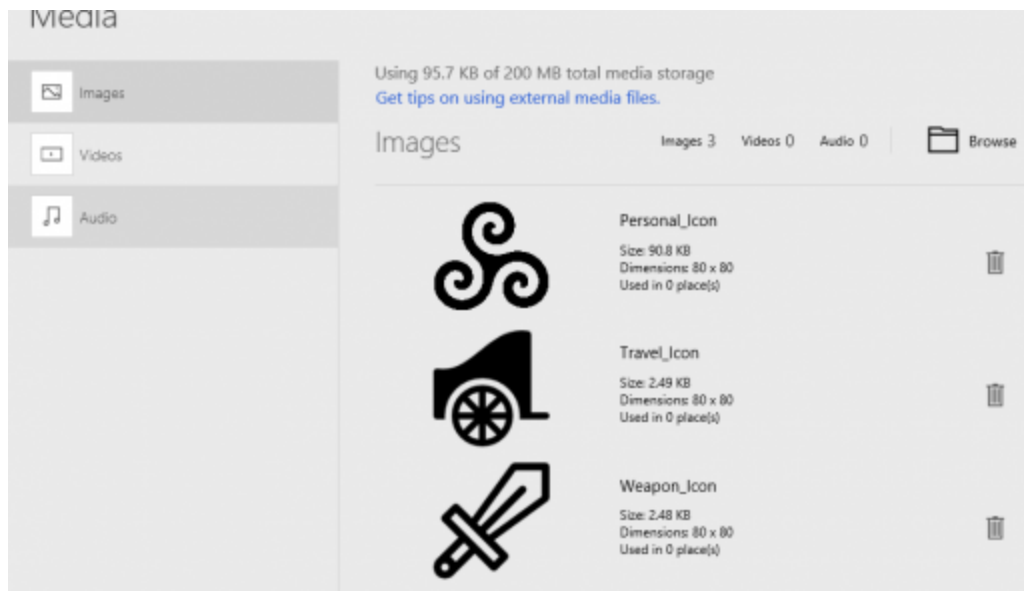 Media
Images
Videos
Audio
Using 95.7 KB of 200 MB total media storage
Get tips on using external media files.
Images
Images 3 Videos 0 Audio 0
Browse
Personal_Icon
Size: 90.8 KB
Dimensions: 80 x 80
Used in 0 place(s)
Travel_Icon
Size: 2.49 KB
Dimensions: 80 x 80
Used in 0 place(s)
Weapon_Icon
Size: 2.48 KB
Dimensions: 80 x 80
Used in 0 place(s)